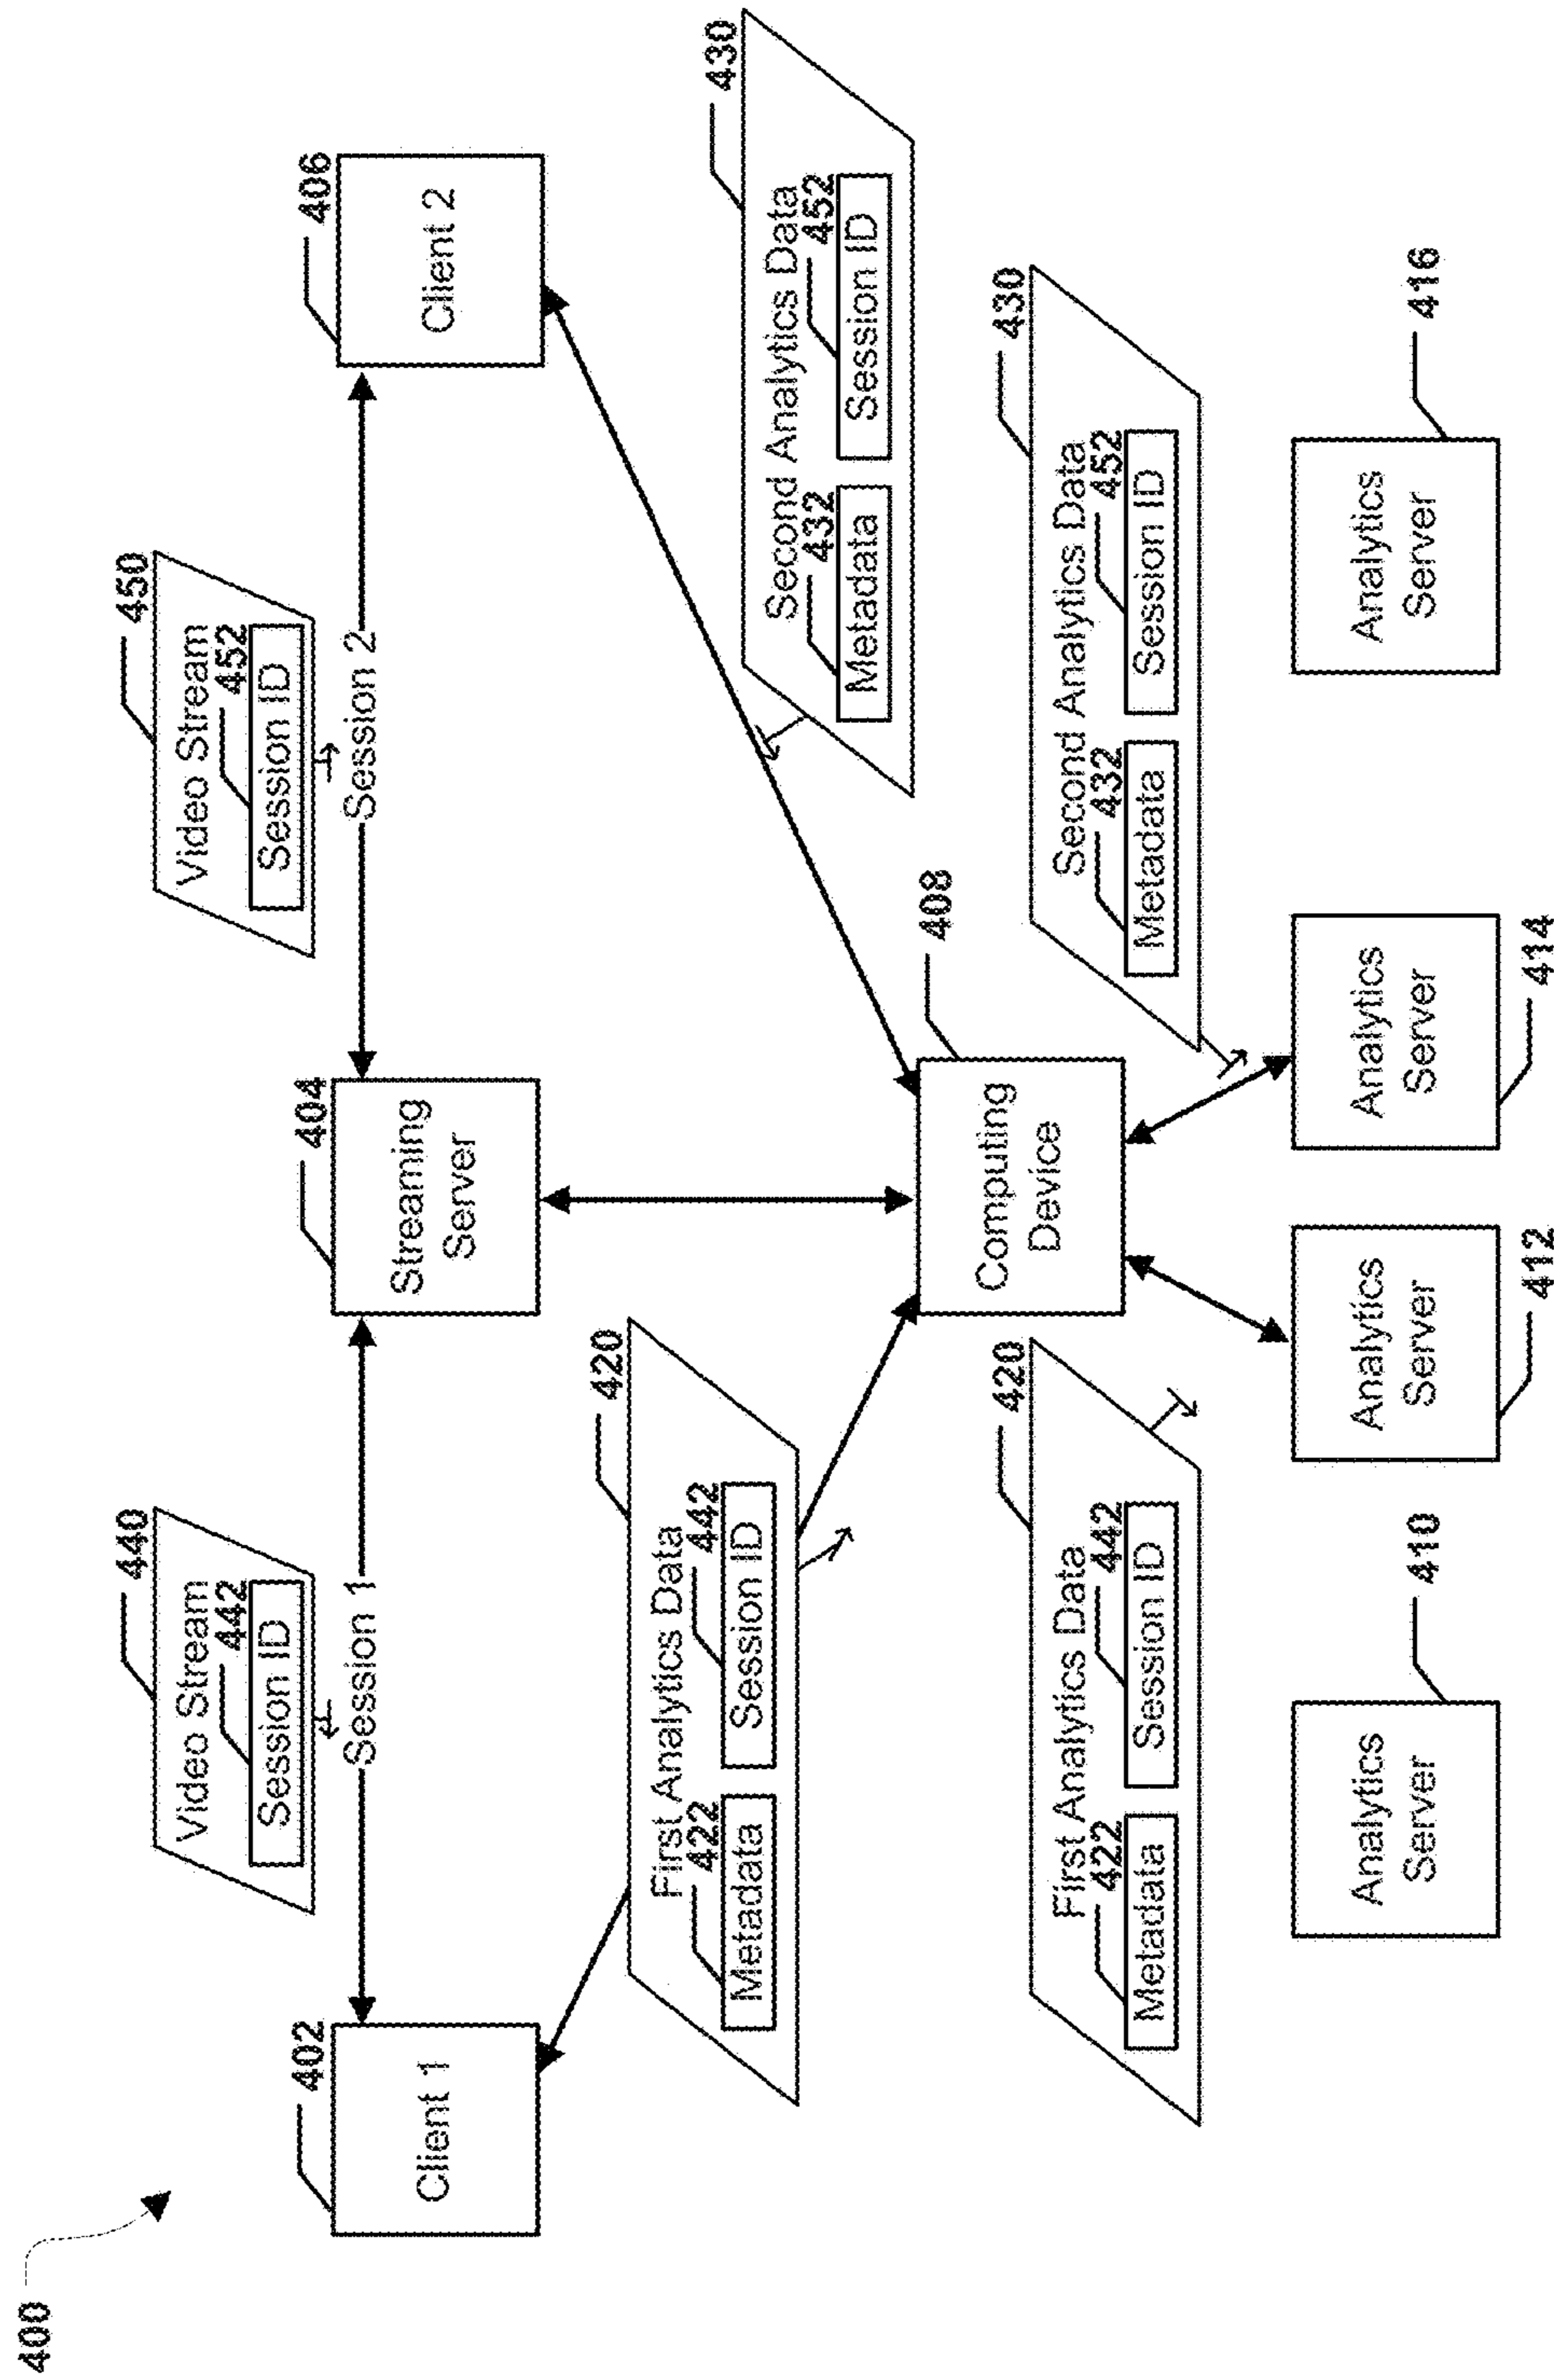 400
440
Video Stream
442
Session ID
Session 1
450
Video Stream
452
Session ID
Session 2
402
Client 1
404
Streaming
Server
406
Client 2
420
First Analytics Data
422
442
Metadata
Session ID
430
Second Analytics Data
432
452
Metadata
Session ID
408
Computing
Device
420
First Analytics Data
422
442
Metadata
Session ID
430
Second Analytics Data
432
452
Metadata
Session ID
Analytics
Server
410
Analytics
Server
412
Analytics
Server
414
Analytics
Server
416